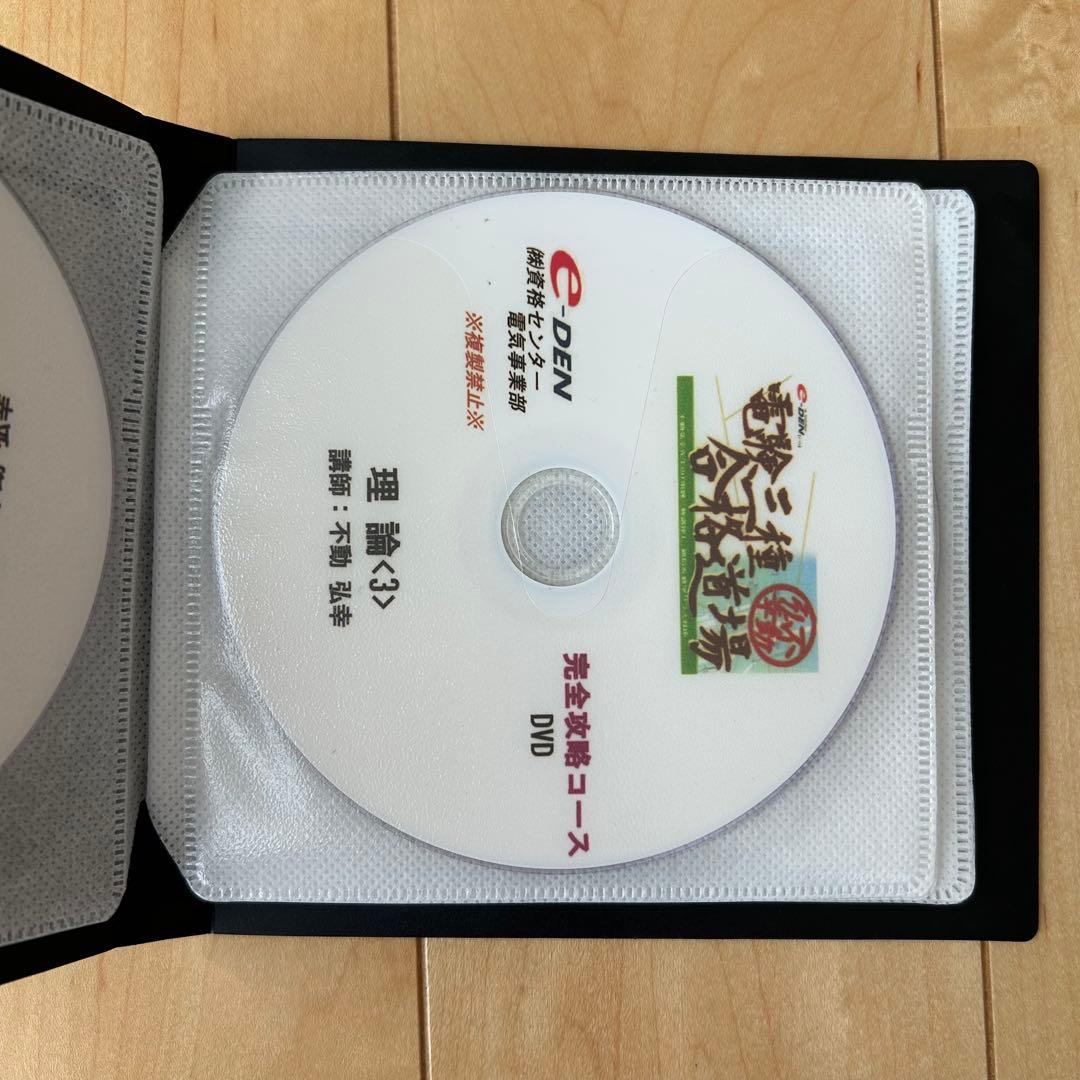 e-DEN
電験三種
合格道場
e-DEN
㈱資格センター
電気事業部
※複製禁止※
完全攻略コース
DVD
理 論<3>
講師：不動 弘幸